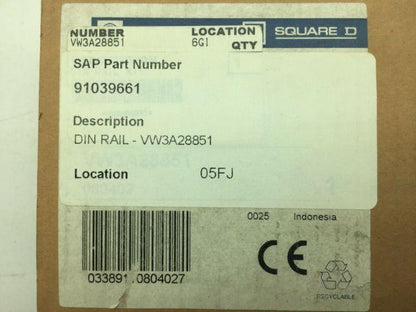 NUMBER LOCATION SQUARE D
VW3A28851 6G1 QTY
SAP Part Number
91039661
Description
DIN RAIL - VW3A28851
Location 05FJ
0025 Indonesia
CE
033891 0804027
RECYCLABLE